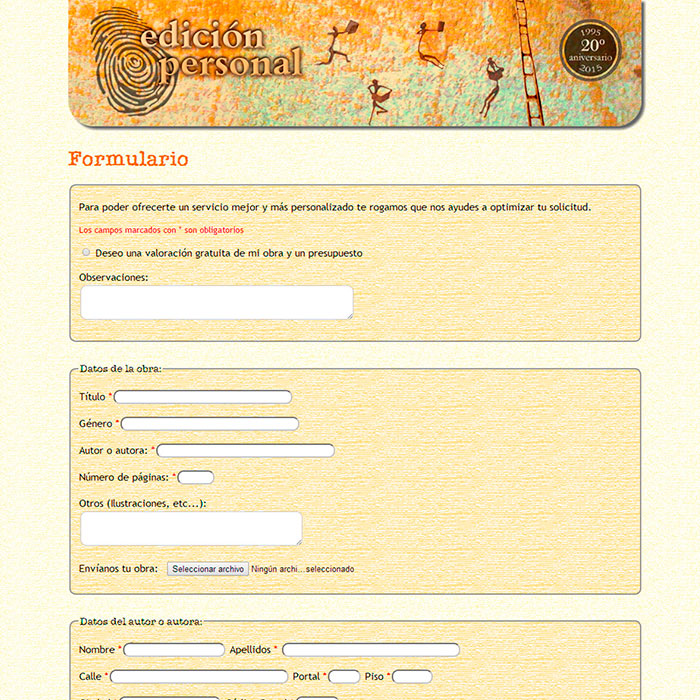 edición
personal
1995
20º
aniversario
2015
Formulario
Para poder ofrecerte un servicio mejor y más personalizado te rogamos que nos ayudes a optimizar tu solicitud.
Los campos marcados con * son obligatorios
Deseo una valoración gratuita de mi obra y un presupuesto
Observaciones:
Datos de la obra:
Título *
Género *
Autor o autora: *
Número de páginas: *
Otros (Ilustraciones, etc...):
Envíanos tu obra: Seleccionar archivo Ningún archi...seleccionado
Datos del autor o autora:
Nombre * Apellidos *
Calle * Portal * Piso *